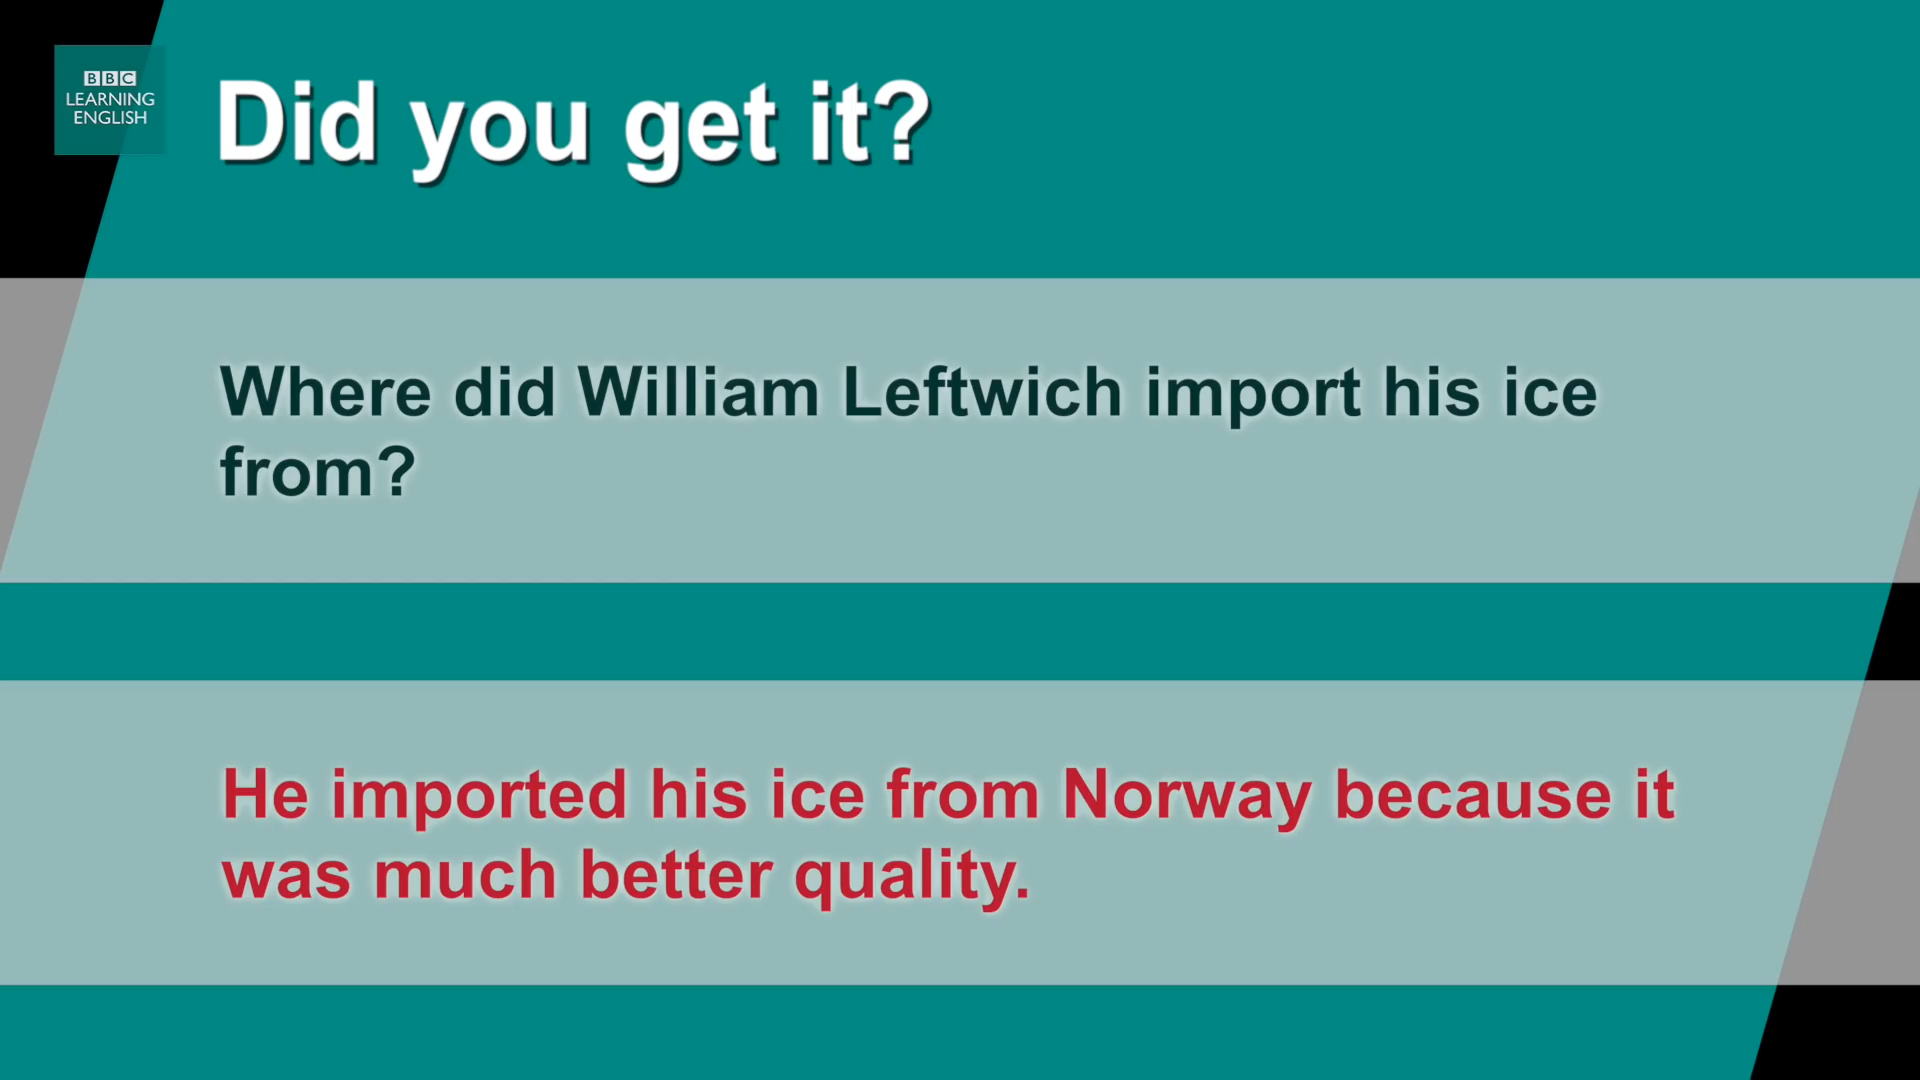 BBC
LEARNING
ENGLISH
Did you get it?
Where did William Leftwich import his ice
from?
He imported his ice from Norway because it
was much better quality.